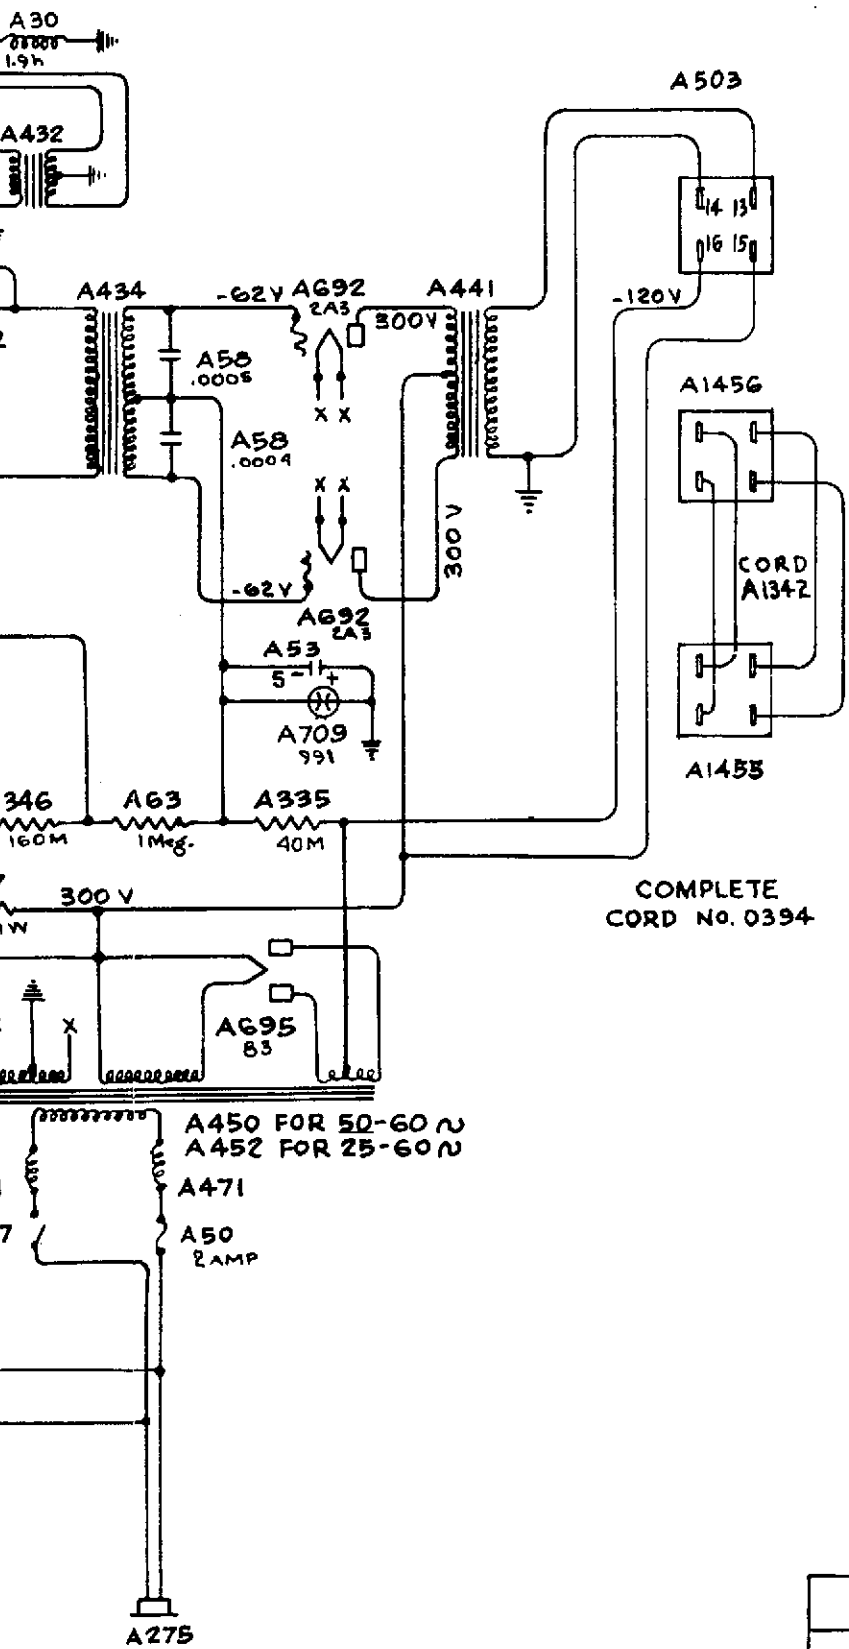 A30
1.9h
A503
A432
14 13
16 15
A434
-62V
A692
2A3
300V
A441
-120V
A58
.0005
A58
.0004
x x
x x
A1456
300 V
CORD
A1342
-62V
A692
2A3
A53
5 - +
A709
991
A1455
346
160M
A63
1Meg.
A335
40M
300 V
1W
COMPLETE
CORD No. 0394
x
A695
83
A450 FOR 50-60 ~
A452 FOR 25-60 ~
A471
7
A50
2 AMP
A275